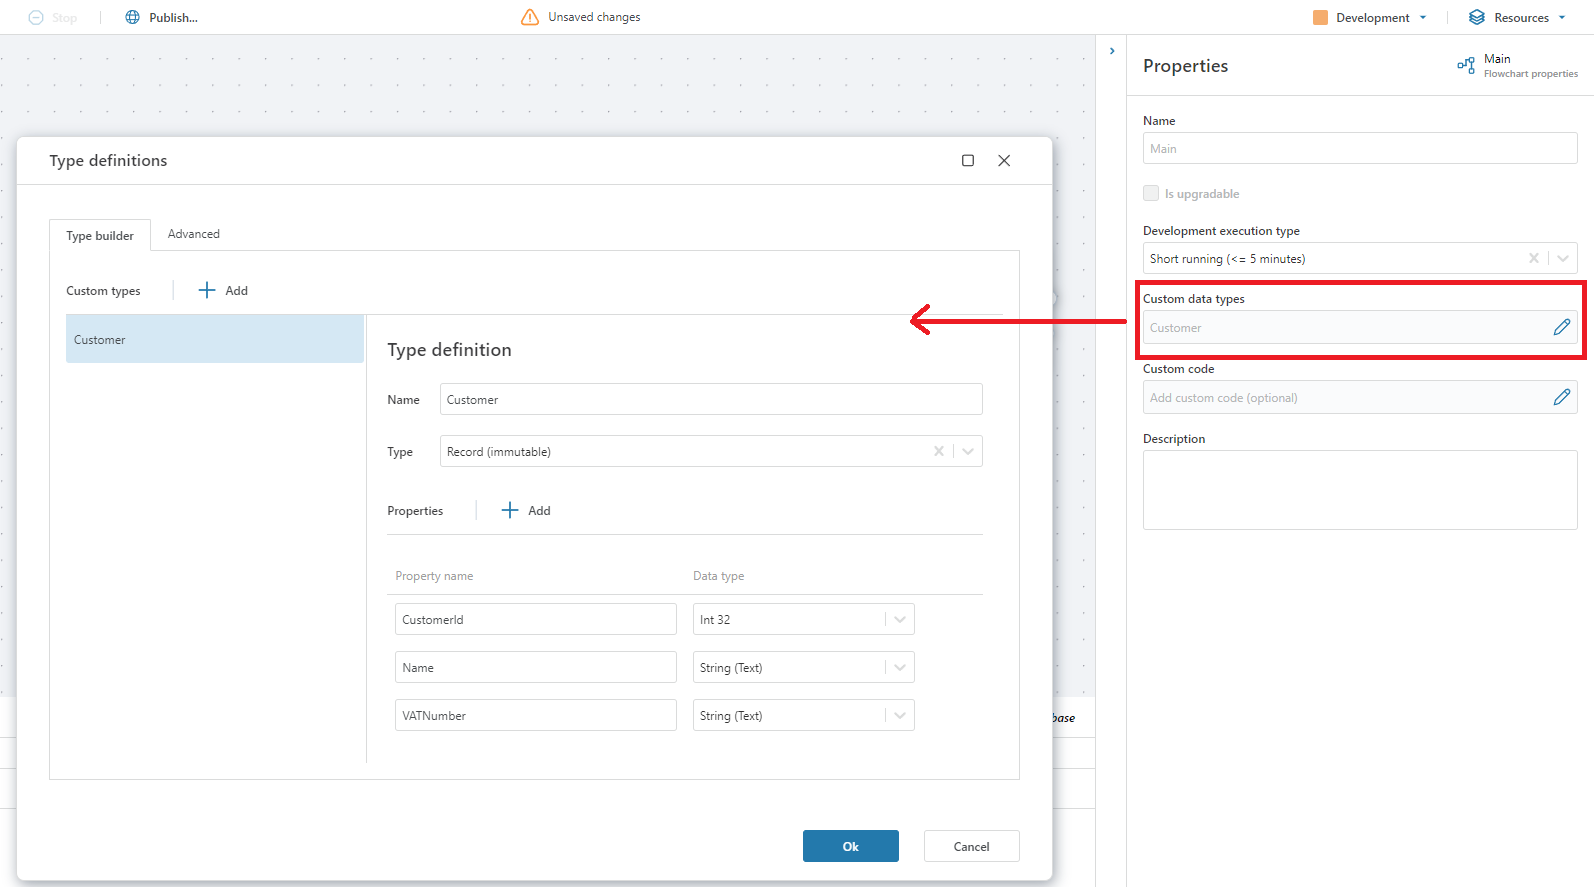 Stop
Publish...
Unsaved changes
Development
Resources
Properties
Main
Flowchart properties
Name
Main
Is upgradable
Development execution type
Short running (<= 5 minutes)
Custom data types
Customer
Custom code
Add custom code (optional)
Description
Type definitions
Type builder
Advanced
Custom types
Add
Customer
Type definition
Name
Customer
Type
Record (immutable)
Properties
Add
Property name
Data type
CustomerId
Int 32
Name
String (Text)
VATNumber
String (Text)
base
Ok
Cancel